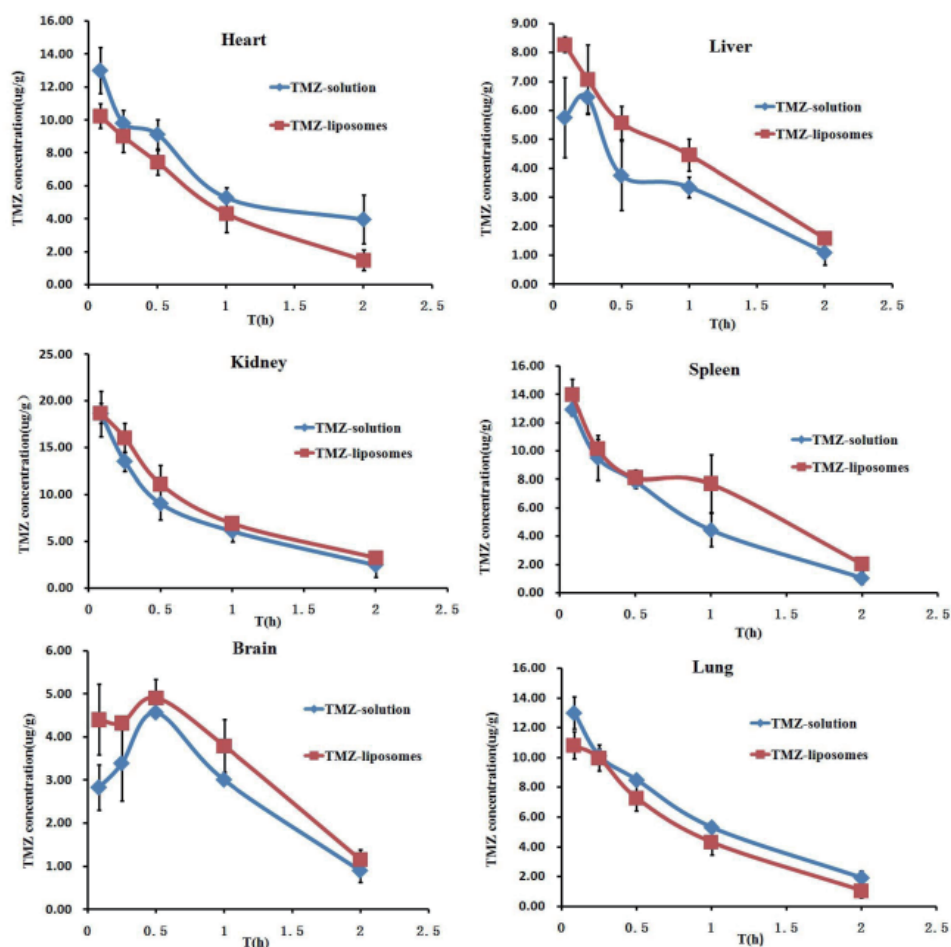 Heart
TMZ concentration(ug/g)
16.00
14.00
12.00
10.00
8.00
6.00
4.00
2.00
0.00
TMZ-solution
TMZ-liposomes
0 0.5 1 1.5 2 2.5
T(h)
Liver
TMZ concentration(ug/g)
9.00
8.00
7.00
6.00
5.00
4.00
3.00
2.00
1.00
0.00
TMZ-solution
TMZ-liposomes
0 0.5 1 1.5 2 2.5
T(h)
Kidney
TMZ concentration(ug/g)
25.00
20.00
15.00
10.00
5.00
0.00
TMZ-solution
TMZ-liposomes
0 0.5 1 1.5 2 2.5
T(h)
Spleen
TMZ concentration(ug/g)
16.00
14.00
12.00
10.00
8.00
6.00
4.00
2.00
0.00
TMZ-solution
TMZ-liposomes
0 0.5 1 1.5 2 2.5
T(h)
Brain
TMZ concentration(ug/g)
6.00
5.00
4.00
3.00
2.00
1.00
0.00
TMZ-solution
TMZ-liposomes
0 0.5 1 1.5 2 2.5
T(h)
Lung
TMZ concentration(ug/g)
16.00
14.00
12.00
10.00
8.00
6.00
4.00
2.00
0.00
TMZ-solution
TMZ-liposomes
0 0.5 1 1.5 2 2.5
T(h)